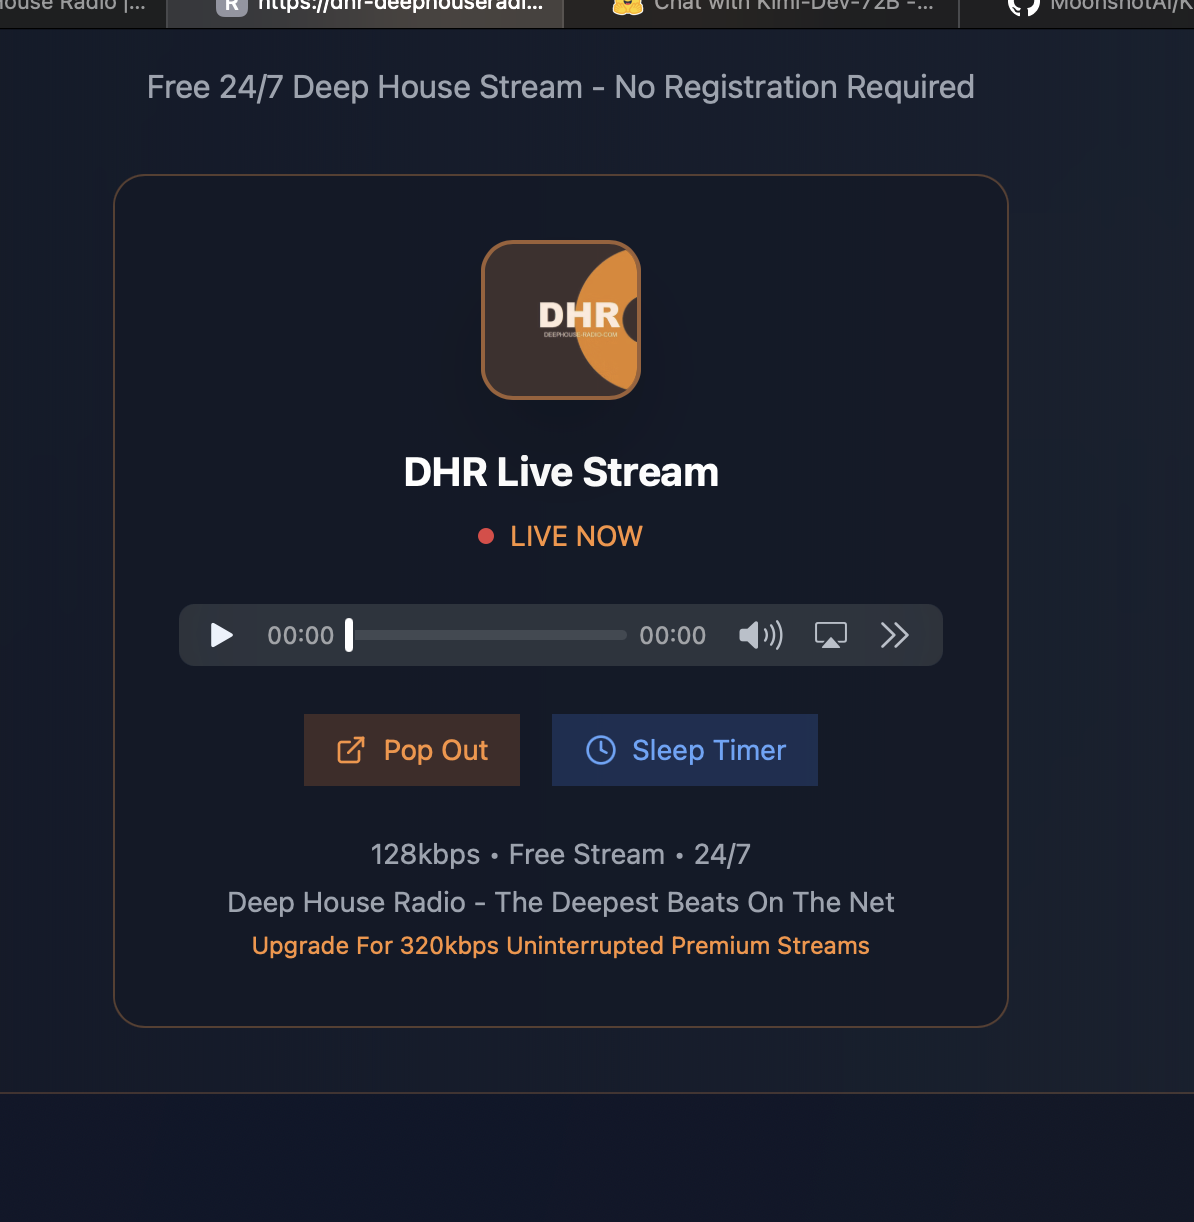 House Radio |...
R https://dhr-deephouseradi...
Chat with Kimi-Dev-72B -...
MoonshotAI/K
Free 24/7 Deep House Stream - No Registration Required
DHR
DEEPHOUSE-RADIO.COM
DHR Live Stream
LIVE NOW
00:00 00:00
Pop Out Sleep Timer
128kbps • Free Stream • 24/7
Deep House Radio - The Deepest Beats On The Net
Upgrade For 320kbps Uninterrupted Premium Streams